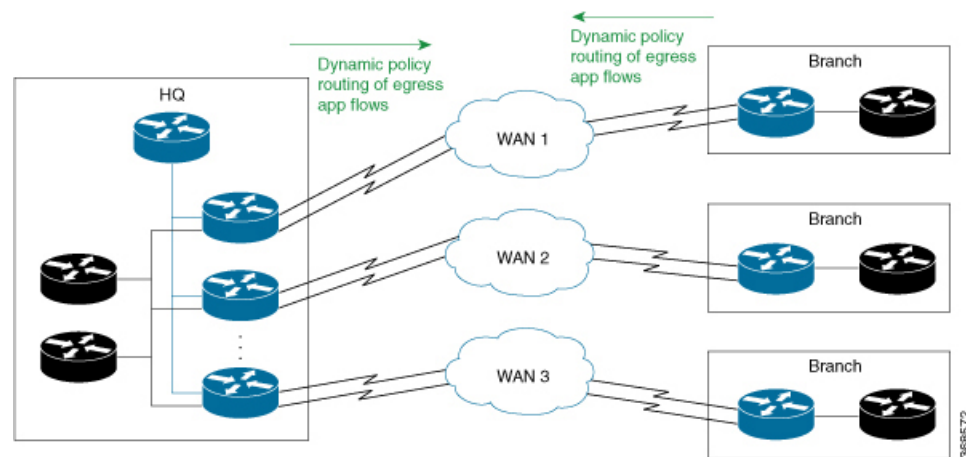 Dynamic policy
routing of egress
app flows
Dynamic policy
routing of egress
app flows
HQ
Branch
WAN 1
Branch
WAN 2
Branch
WAN 3
368572